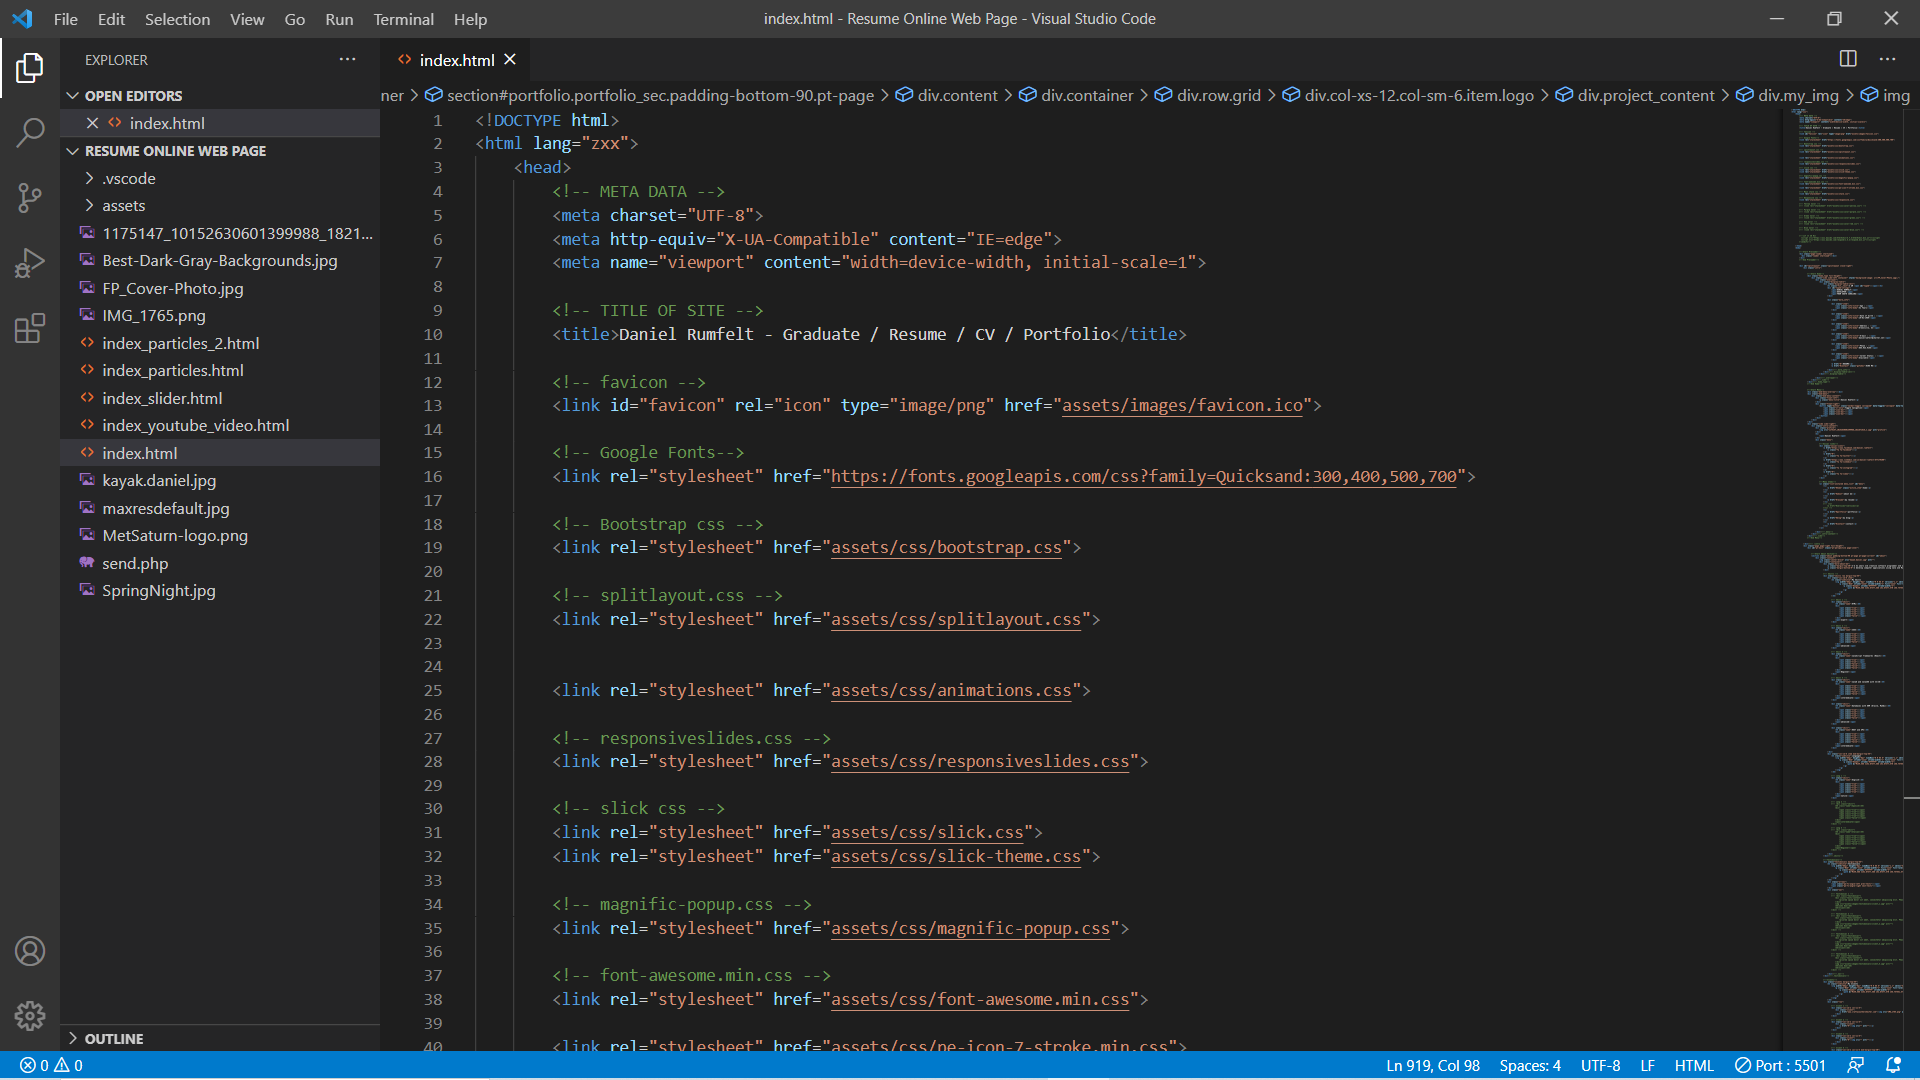 File Edit Selection View Go Run Terminal Help
index.html - Resume Online Web Page - Visual Studio Code
EXPLORER
OPEN EDITORS
index.html
RESUME ONLINE WEB PAGE
.vscode
assets
1175147_10152630601399988_1821...
Best-Dark-Gray-Backgrounds.jpg
FP_Cover-Photo.jpg
IMG_1765.png
index_particles_2.html
index_particles.html
index_slider.html
index_youtube_video.html
index.html
kayak.daniel.jpg
maxresdefault.jpg
MetSaturn-logo.png
send.php
SpringNight.jpg
OUTLINE
index.html
ner > section#portfolio.portfolio_sec.padding-bottom-90.pt-page > div.content > div.container > div.row.grid > div.col-xs-12.col-sm-6.item.logo > div.project_content > div.my_img > img
1 <!DOCTYPE html>
2 <html lang="zxx">
3 <head>
4 <!-- META DATA -->
5 <meta charset="UTF-8">
6 <meta http-equiv="X-UA-Compatible" content="IE=edge">
7 <meta name="viewport" content="width=device-width, initial-scale=1">
8
9 <!-- TITLE OF SITE -->
10 <title>Daniel Rumfelt - Graduate / Resume / CV / Portfolio</title>
11
12 <!-- favicon -->
13 <link id="favicon" rel="icon" type="image/png" href="assets/images/favicon.ico">
14
15 <!-- Google Fonts-->
16 <link rel="stylesheet" href="https://fonts.googleapis.com/css?family=Quicksand:300,400,500,700">
17
18 <!-- Bootstrap css -->
19 <link rel="stylesheet" href="assets/css/bootstrap.css">
20
21 <!-- splitlayout.css -->
22 <link rel="stylesheet" href="assets/css/splitlayout.css">
23
24
25 <link rel="stylesheet" href="assets/css/animations.css">
26
27 <!-- responsiveslides.css -->
28 <link rel="stylesheet" href="assets/css/responsiveslides.css">
29
30 <!-- slick css -->
31 <link rel="stylesheet" href="assets/css/slick.css">
32 <link rel="stylesheet" href="assets/css/slick-theme.css">
33
34 <!-- magnific-popup.css -->
35 <link rel="stylesheet" href="assets/css/magnific-popup.css">
36
37 <!-- font-awesome.min.css -->
38 <link rel="stylesheet" href="assets/css/font-awesome.min.css">
39
40 <link rel="stylesheet" href="assets/css/pe-icon-7-stroke.min.css">
0 0 Ln 919, Col 98 Spaces: 4 UTF-8 LF HTML Port : 5501